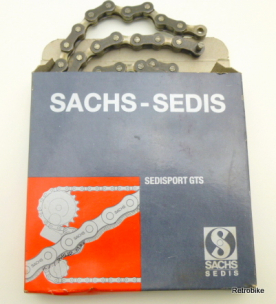 SACHS-SEDIS
SEDISPORT GTS
SACHS
SEDIS
Retrobike